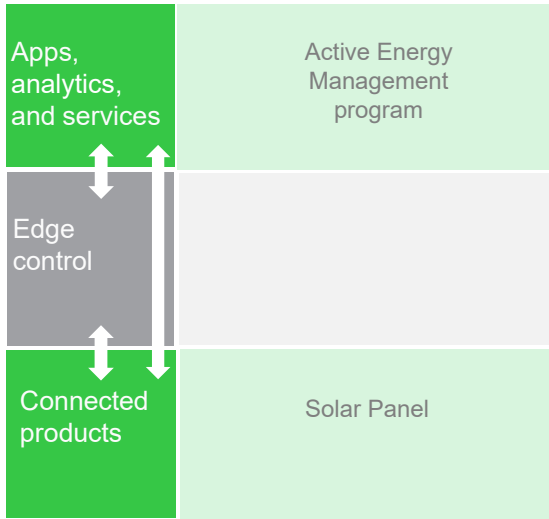 Apps,
analytics,
and services
Active Energy
Management
program
Edge
control
Connected
products
Solar Panel